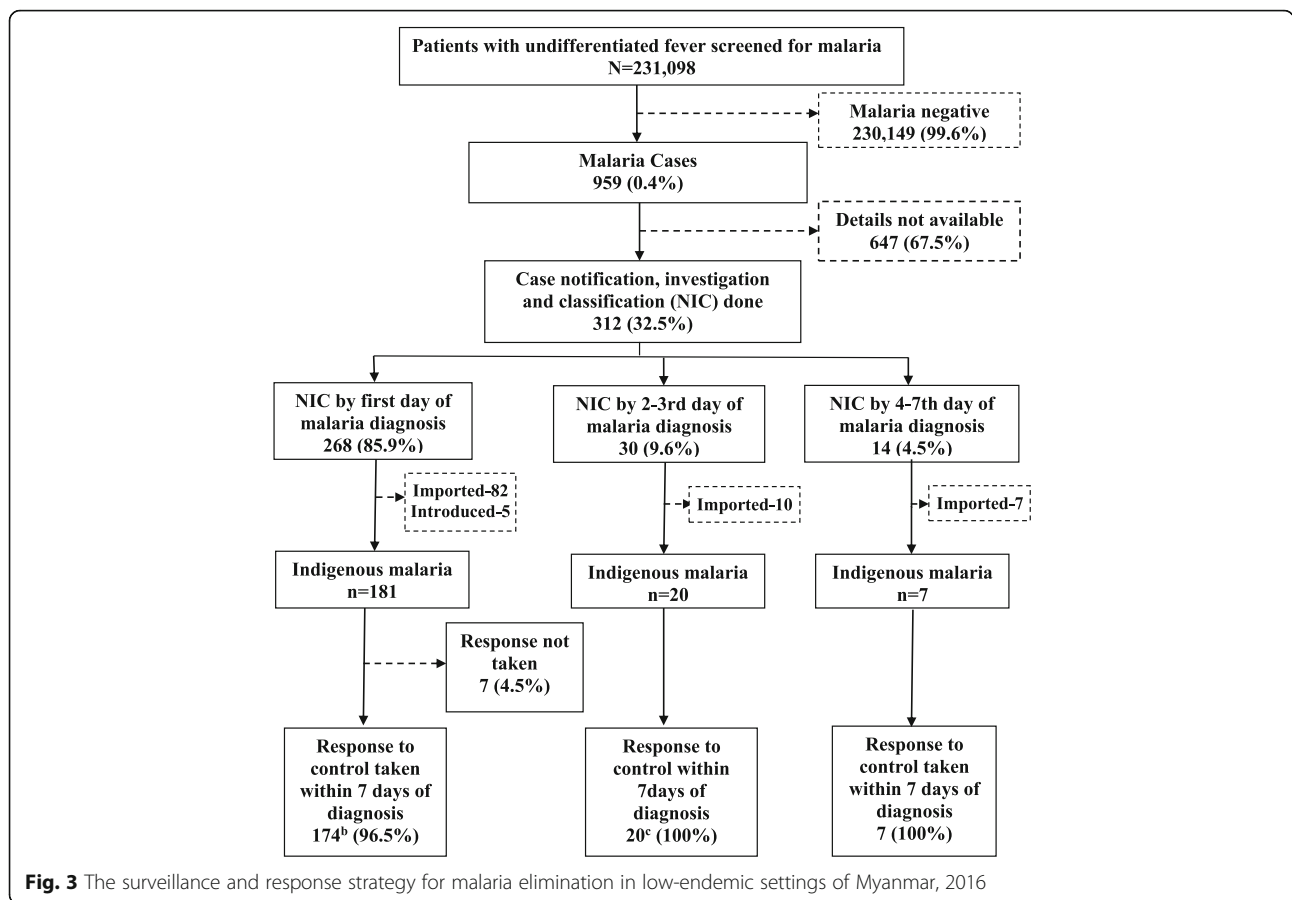 Patients with undifferentiated fever screened for malaria
N=231,098
Malaria negative
230,149 (99.6%)
Malaria Cases
959 (0.4%)
Details not available
647 (67.5%)
Case notification, investigation
and classification (NIC) done
312 (32.5%)
NIC by first day of
malaria diagnosis
268 (85.9%)
NIC by 2-3rd day of
malaria diagnosis
30 (9.6%)
NIC by 4-7th day of
malaria diagnosis
14 (4.5%)
Imported-82
Introduced-5
Imported-10
Imported-7
Indigenous malaria
n=181
Indigenous malaria
n=20
Indigenous malaria
n=7
Response not
taken
7 (4.5%)
Response to
control taken
within 7 days of
diagnosis
174ᵇ (96.5%)
Response to
control within
7days of
diagnosis
20ᶜ (100%)
Response to
control taken
within 7 days of
diagnosis
7 (100%)
Fig. 3 The surveillance and response strategy for malaria elimination in low-endemic settings of Myanmar, 2016